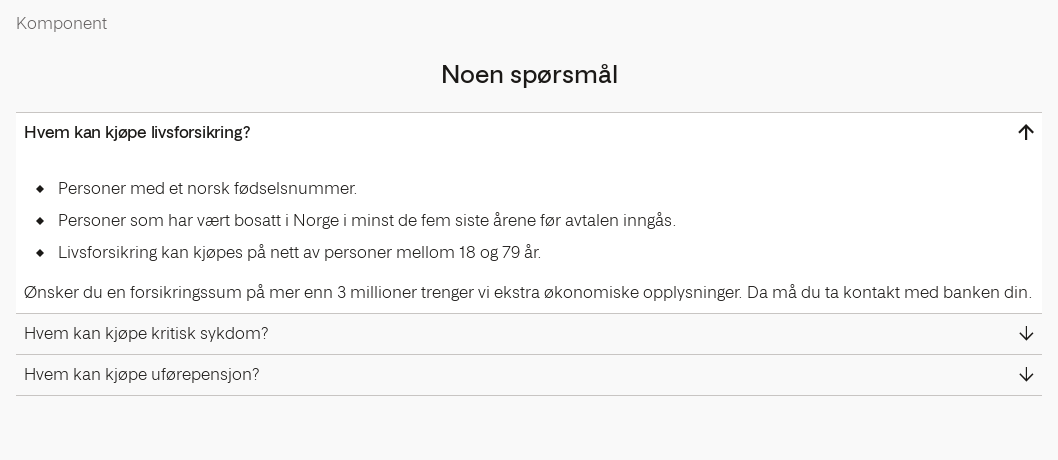 Komponent
Noen spørsmål
Hvem kan kjøpe livsforsikring?
Personer med et norsk fødselsnummer.
Personer som har vært bosatt i Norge i minst de fem siste årene før avtalen inngås.
Livsforsikring kan kjøpes på nett av personer mellom 18 og 79 år.
Ønsker du en forsikringssum på mer enn 3 millioner trenger vi ekstra økonomiske opplysninger. Da må du ta kontakt med banken din.
Hvem kan kjøpe kritisk sykdom?
Hvem kan kjøpe uførepensjon?